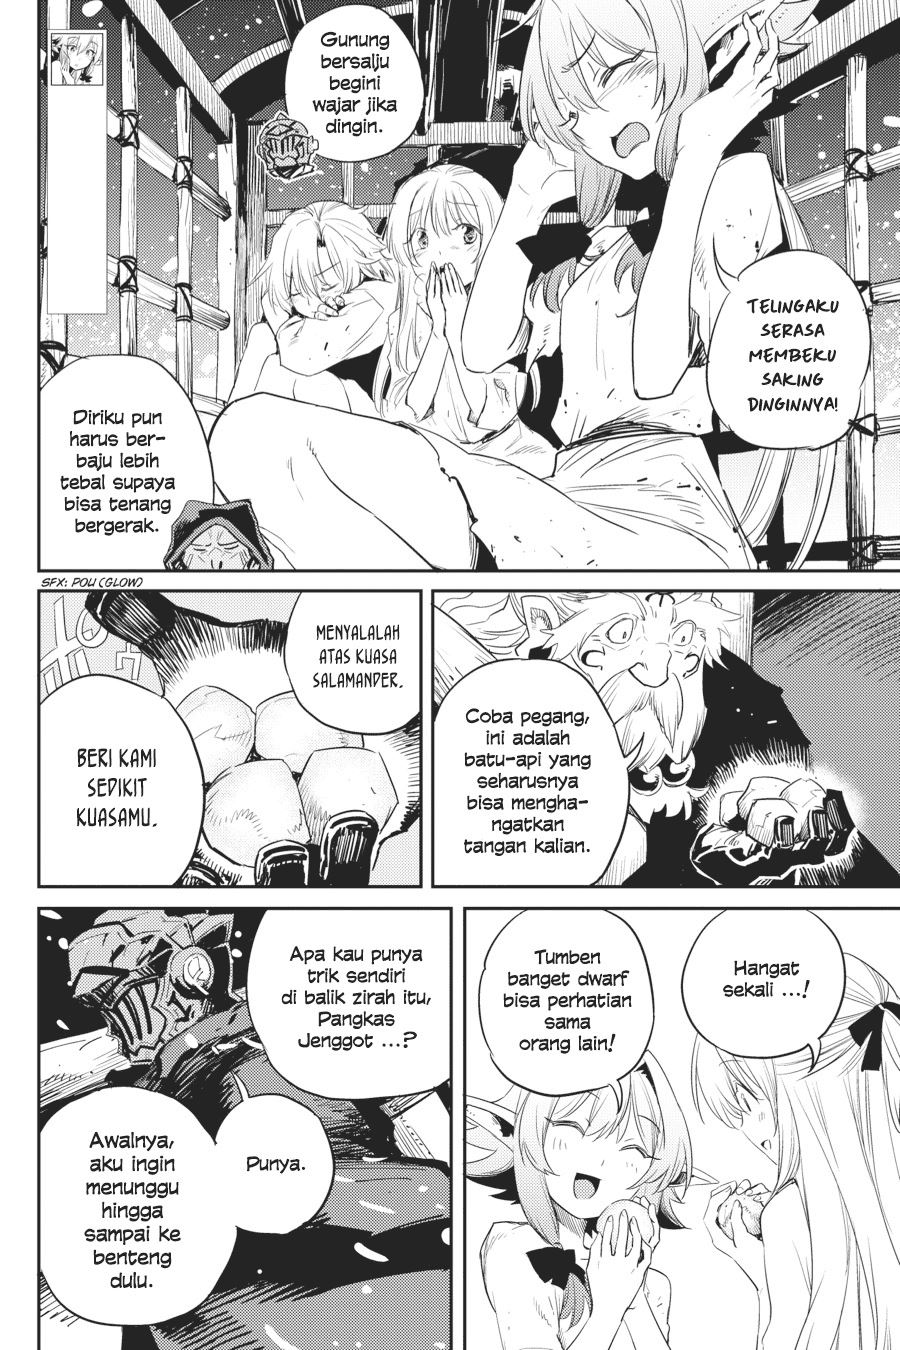 TELINGAKU
SERASA
MEMBEKU
SAKING
DINGINNYA!
Gunung
bersalju
begini
wajar jika
dingin.
Diriku pun
harus ber-
baju lebih
tebal supaya
bisa tenang
bergerak.
Coba pegang,
ini adalah
batu-api yang
seharusnya
bisa mengha-
ngatkan
tangan kalian.
SFX: POU (GLOW)
MENYALALAH
ATAS KUASA
SALAMANDER.
BERI KAMI
SEDIKIT
KUASAMU.
Hangat
sekali ...!
Tumben
banget dwarf
bisa perhatian
sama
orang lain!
Apa kau punya
trik sendiri
di balik zirah itu,
Pangkas
Jenggot ...?
Punya.
Awalnya,
aku ingin
menunggu
hingga
sampai ke
benteng
dulu.